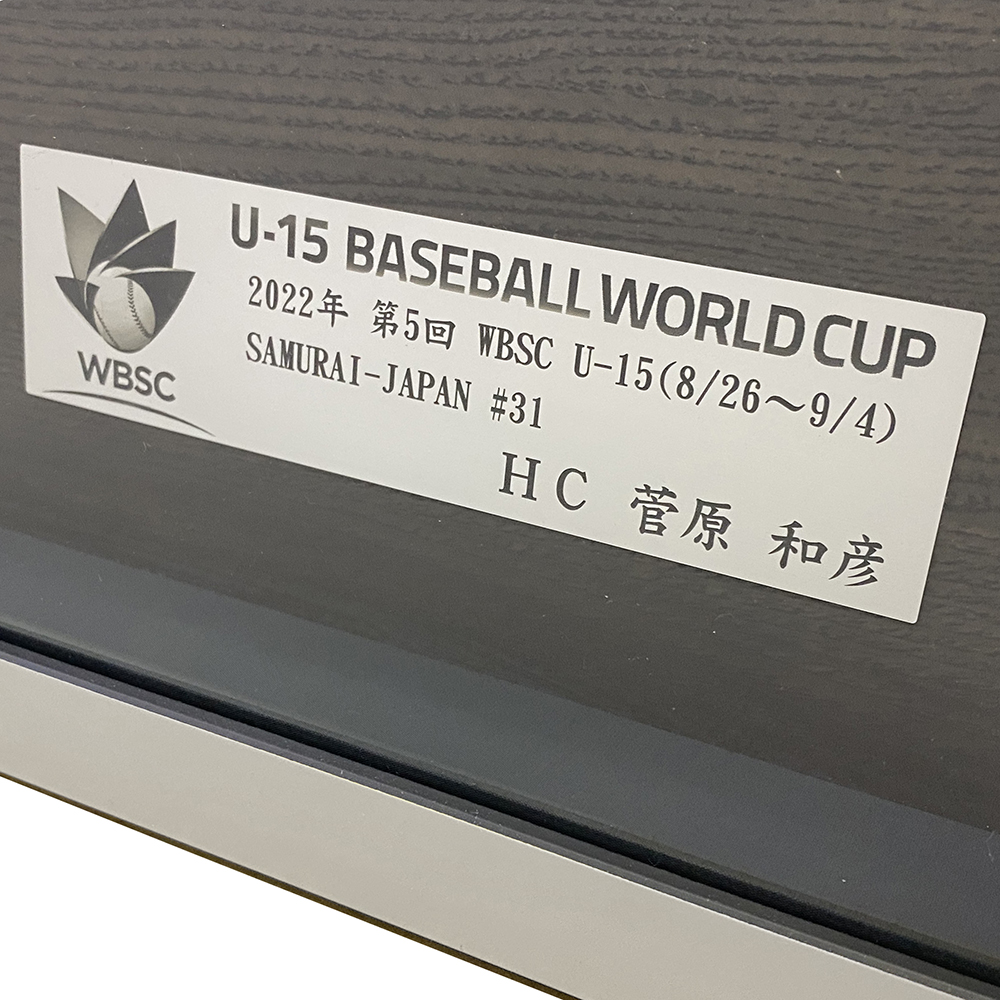 WBSC
U-15 BASEBALL WORLD CUP
2022年 第5回 WBSC U-15(8/26～9/4)
SAMURAI-JAPAN #31
HC 菅原 和彦